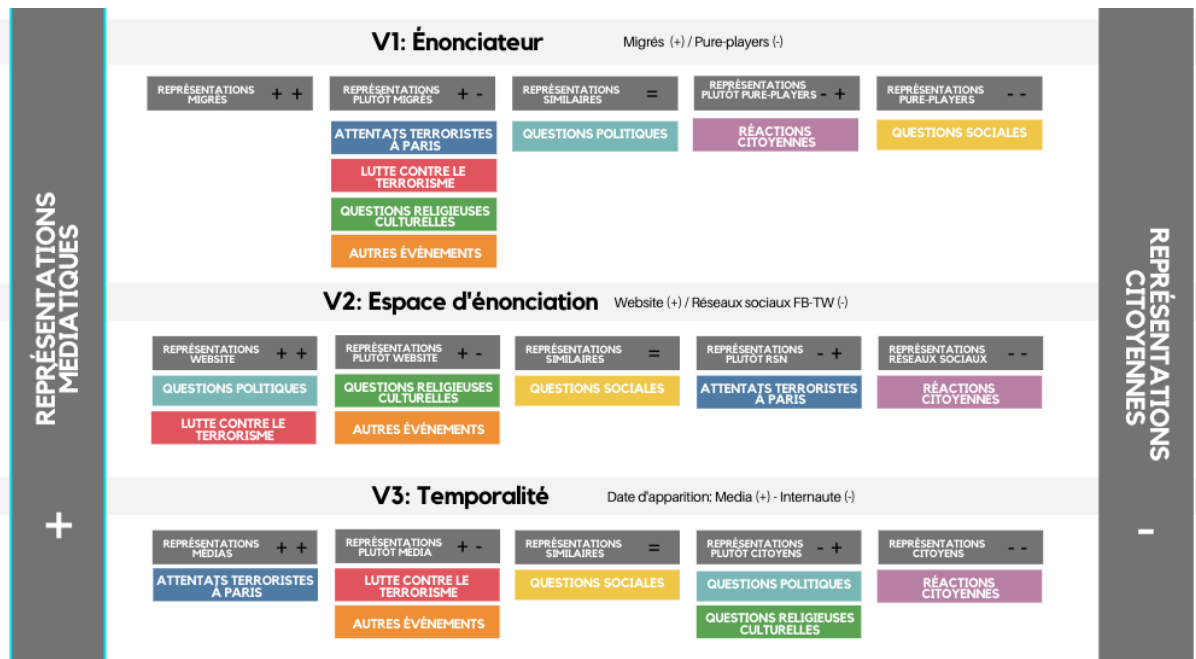 REPRÉSENTATIONS
MÉDIATIQUES
+
V1: Énonciateur Migrés (+) / Pure-players (-)
REPRÉSENTATIONS
MIGRÉS + +
REPRÉSENTATIONS
PLUTÔT MIGRÉS + -
REPRÉSENTATIONS
SIMILAIRES =
REPRÉSENTATIONS
PLUTÔT PURE-PLAYERS - +
REPRÉSENTATIONS
PURE-PLAYERS - -
ATTENTATS TERRORISTES
À PARIS
QUESTIONS POLITIQUES
RÉACTIONS
CITOYENNES
QUESTIONS SOCIALES
LUTTE CONTRE LE
TERRORISME
QUESTIONS RELIGIEUSES
CULTURELLES
AUTRES ÉVÉNEMENTS
V2: Espace d'énonciation Website (+) / Réseaux sociaux FB-TW (-)
REPRÉSENTATIONS
WEBSITE + +
REPRÉSENTATIONS
PLUTÔT WEBSITE + -
REPRÉSENTATIONS
SIMILAIRES =
REPRÉSENTATIONS
PLUTÔT RSN - +
REPRÉSENTATIONS
RÉSEAUX SOCIAUX - -
QUESTIONS POLITIQUES
QUESTIONS RELIGIEUSES
CULTURELLES
QUESTIONS SOCIALES
ATTENTATS TERRORISTES
À PARIS
RÉACTIONS
CITOYENNES
LUTTE CONTRE LE
TERRORISME
AUTRES ÉVÉNEMENTS
V3: Temporalité Date d'apparition: Media (+) - Internaute (-)
REPRÉSENTATIONS
MÉDIAS + +
REPRÉSENTATIONS
PLUTÔT MÉDIA + -
REPRÉSENTATIONS
SIMILAIRES =
REPRÉSENTATIONS
PLUTÔT CITOYENS - +
REPRÉSENTATIONS
CITOYENS - -
ATTENTATS TERRORISTES
À PARIS
LUTTE CONTRE LE
TERRORISME
QUESTIONS SOCIALES
QUESTIONS POLITIQUES
RÉACTIONS
CITOYENNES
AUTRES ÉVÉNEMENTS
QUESTIONS RELIGIEUSES
CULTURELLES
REPRÉSENTATIONS
CITOYENNES
-